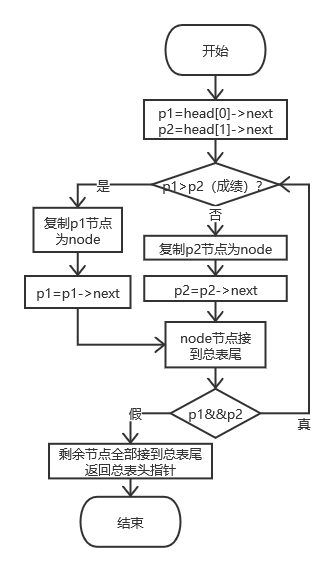 开始
p1=head[0]->next
p2=head[1]->next
p1>p2（成绩）?
是
否
复制p1节点
为node
复制p2节点为node
p1=p1->next
p2=p2->next
node节点接
到总表尾
p1&&p2
假
真
剩余节点全部接到总表尾
返回总表头指针
结束